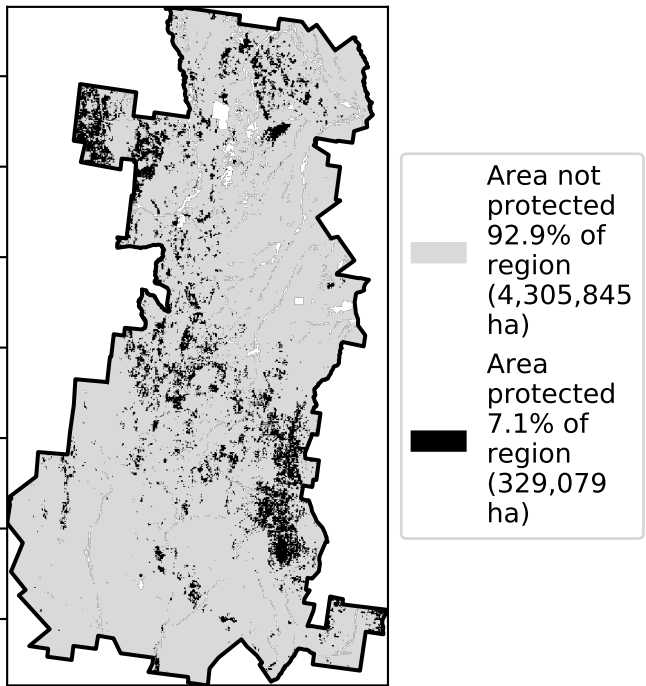 Area not
protected
92.9% of
region
(4,305,845
ha)
Area
protected
7.1% of
region
(329,079
ha)